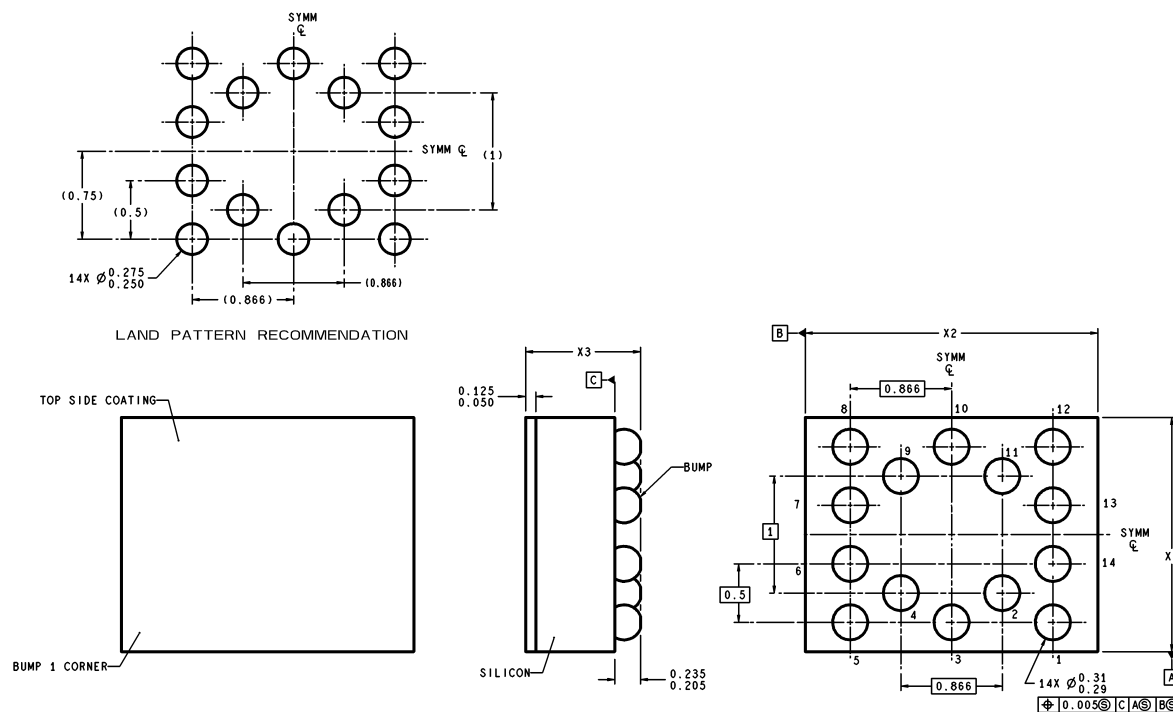 SYMM
℄
SYMM ℄
(1)
(0.75)
(0.5)
14X Ø 0.275
0.250
(0.866)
(0.866)
LAND PATTERN RECOMMENDATION
TOP SIDE COATING
BUMP 1 CORNER
X3
C
0.125
0.050
BUMP
SILICON
0.235
0.205
B
X2
SYMM
℄
0.866
8
10
12
9
11
7
13
1
SYMM
℄
X
6
14
0.5
4
2
5
3
1
14X Ø 0.31
0.29
0.866
A
⌖ 0.005Ⓢ C AⓈ BⓈ